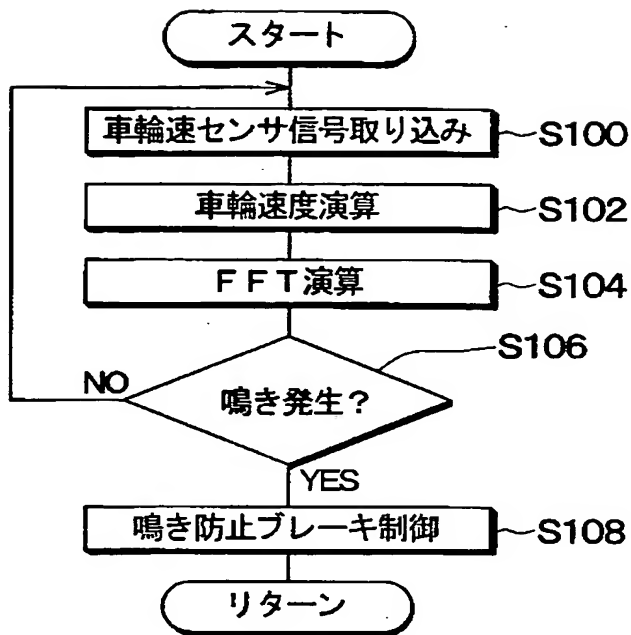 スタート
車輪速センサ信号取り込み
S100
車輪速度演算
S102
FFT演算
S104
S106
NO
鳴き発生?
YES
鳴き防止ブレーキ制御
S108
リターン